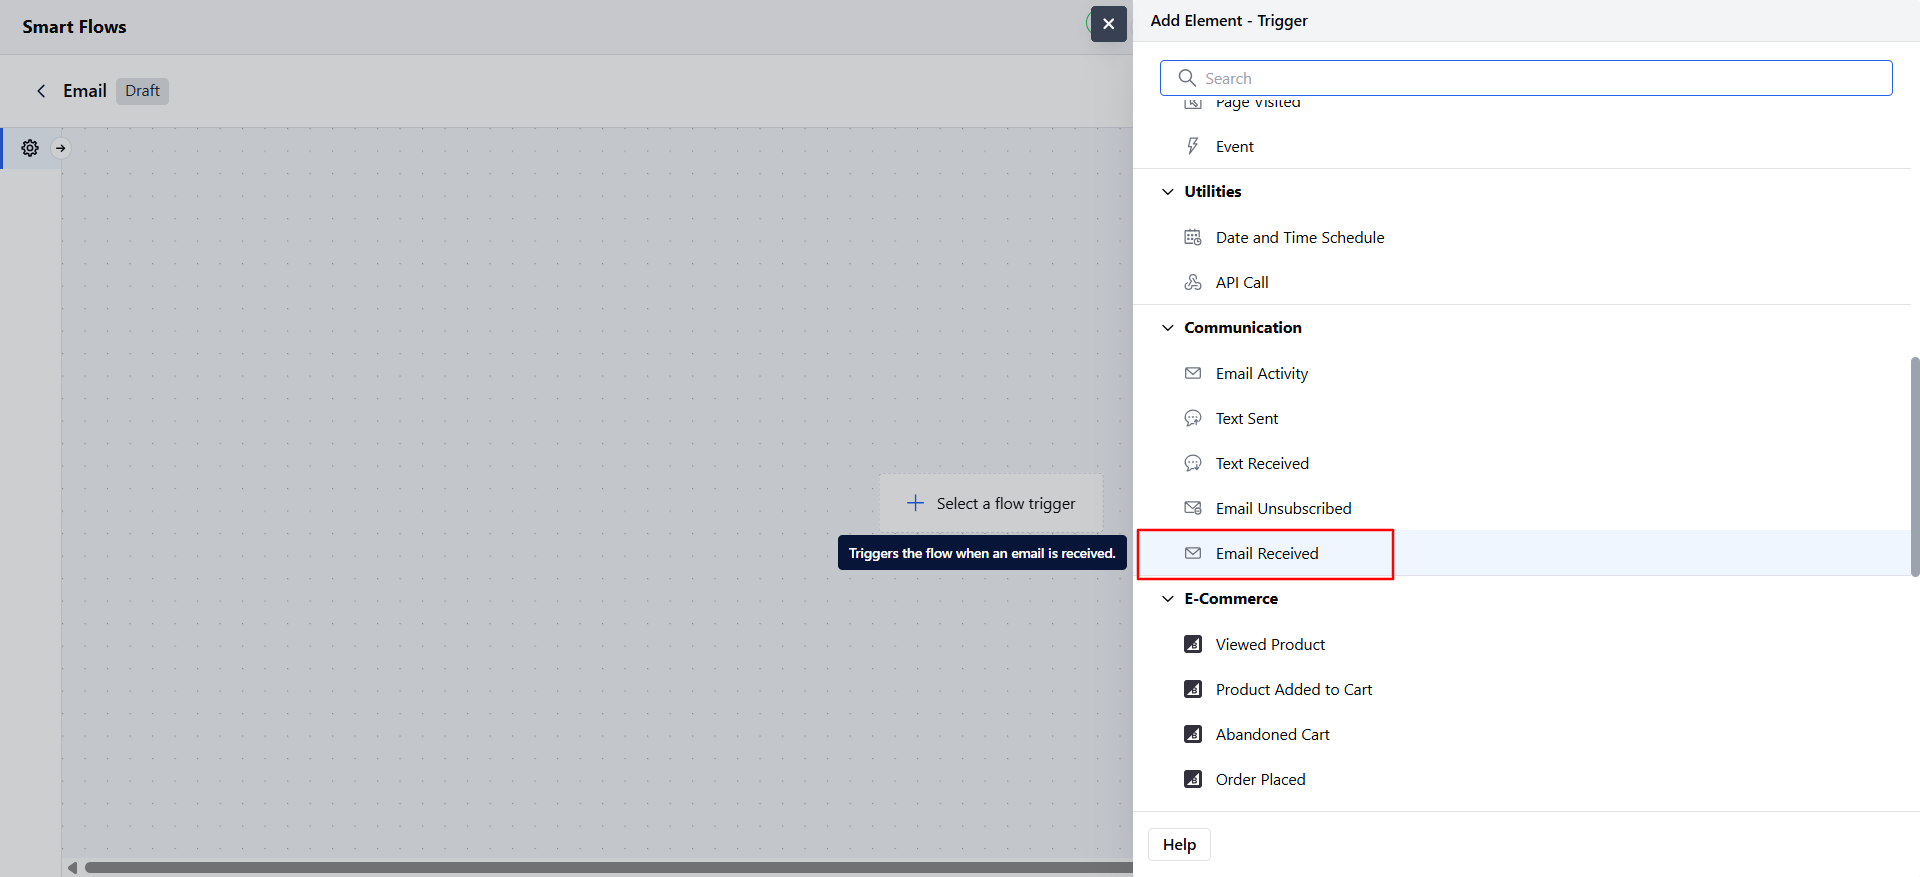 Smart Flows
Email
Draft
Select a flow trigger
Triggers the flow when an email is received.
Add Element - Trigger
Search
Page Visited
Event
Utilities
Date and Time Schedule
API Call
Communication
Email Activity
Text Sent
Text Received
Email Unsubscribed
Email Received
E-Commerce
Viewed Product
Product Added to Cart
Abandoned Cart
Order Placed
Help